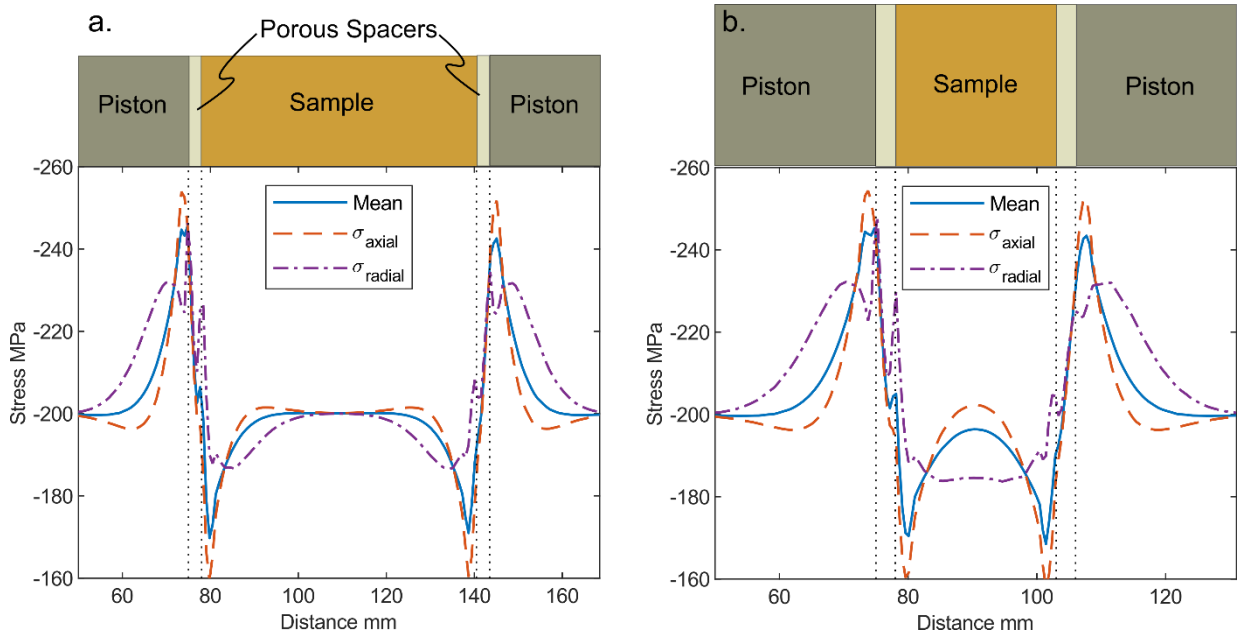 a.
Porous Spacers
Piston
Sample
Piston
-260
-240
-220
-200
-180
-160
Stress MPa
Mean
σaxial
σradial
60
80
100
120
140
160
Distance mm
b.
Piston
Sample
Piston
-260
-240
-220
-200
-180
-160
Stress MPa
Mean
σaxial
σradial
60
80
100
120
Distance mm